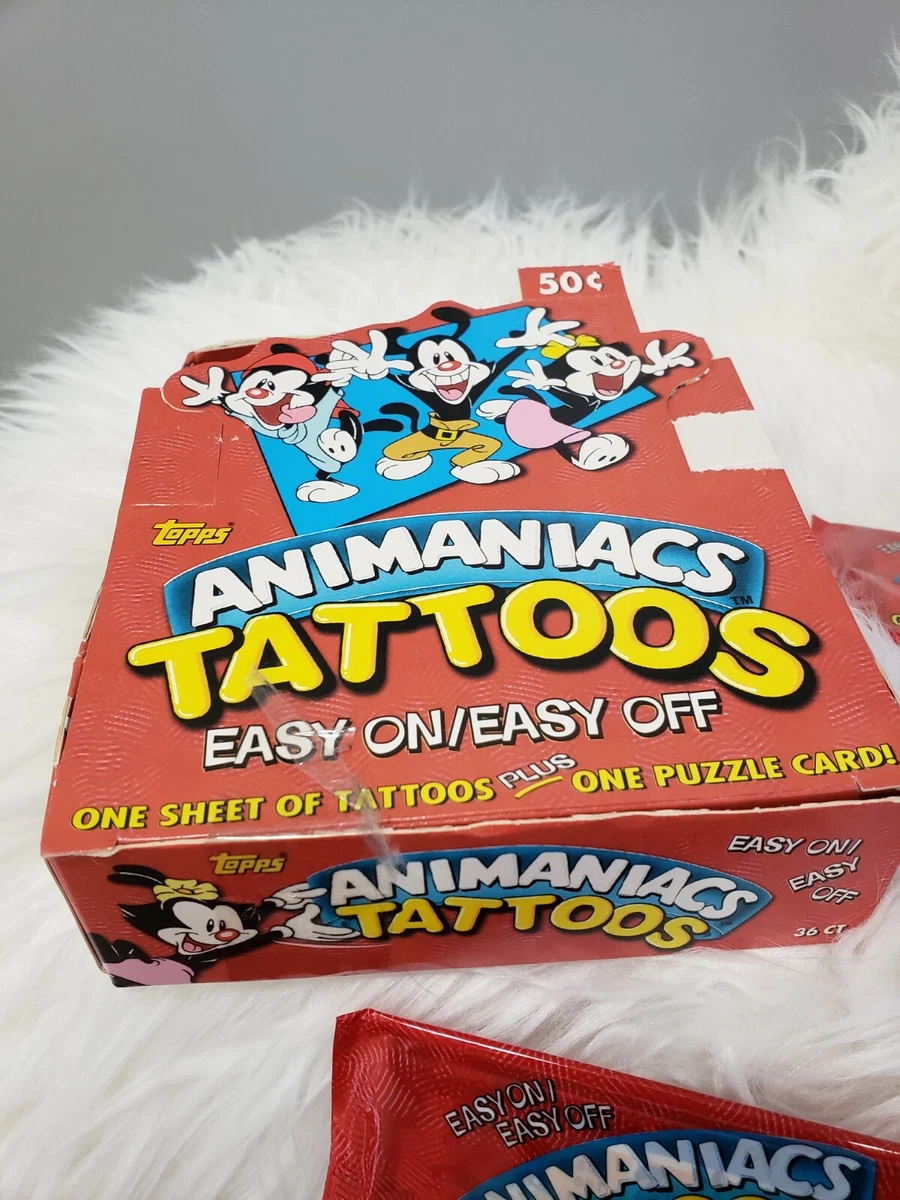 50¢
Topps
ANIMANIACS
TATTOOS™
EASY ON/EASY OFF
ONE SHEET OF TATTOOS PLUS ONE PUZZLE CARD!
Topps
ANIMANIACS
TATTOOS
EASY ON/
EASY
OFF
36 CT
EASY ON/
EASY OFF
ANIMANIACS